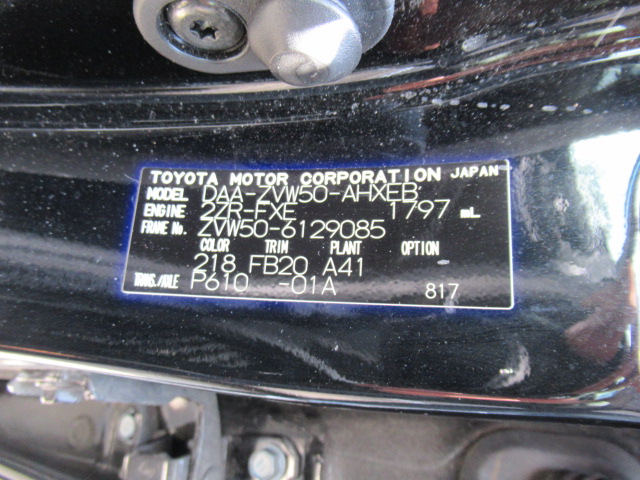 TOYOTA MOTOR CORPORATION JAPAN
MODEL DAA-ZVW50-AHXEB
ENGINE 2ZR-FXE 1797 mL
FRAME No. ZVW50-6129085
COLOR TRIM PLANT OPTION
218 FB20 A41
TRANS./AXLE P610 -01A 817